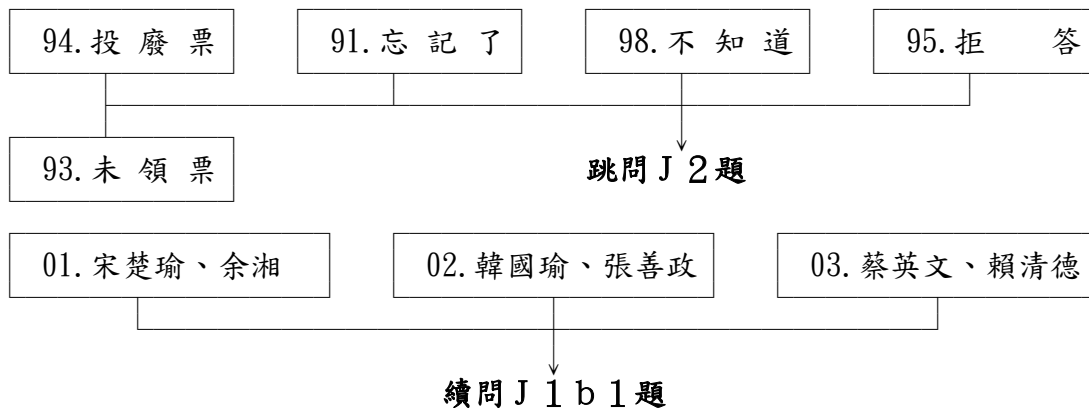 94.投 廢 票 91.忘 記 了 98.不 知 道 95.拒 答
93.未 領 票
跳問J２題
01.宋楚瑜、余湘 02.韓國瑜、張善政 03.蔡英文、賴清德
續問J１b１題